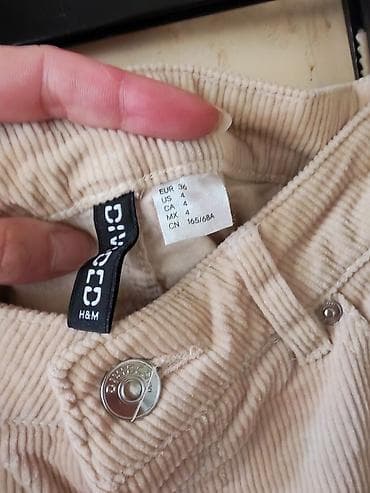 EUR 36
US 4
CA 4
MX 4
CN 165/68A
DIVIDED
H&M